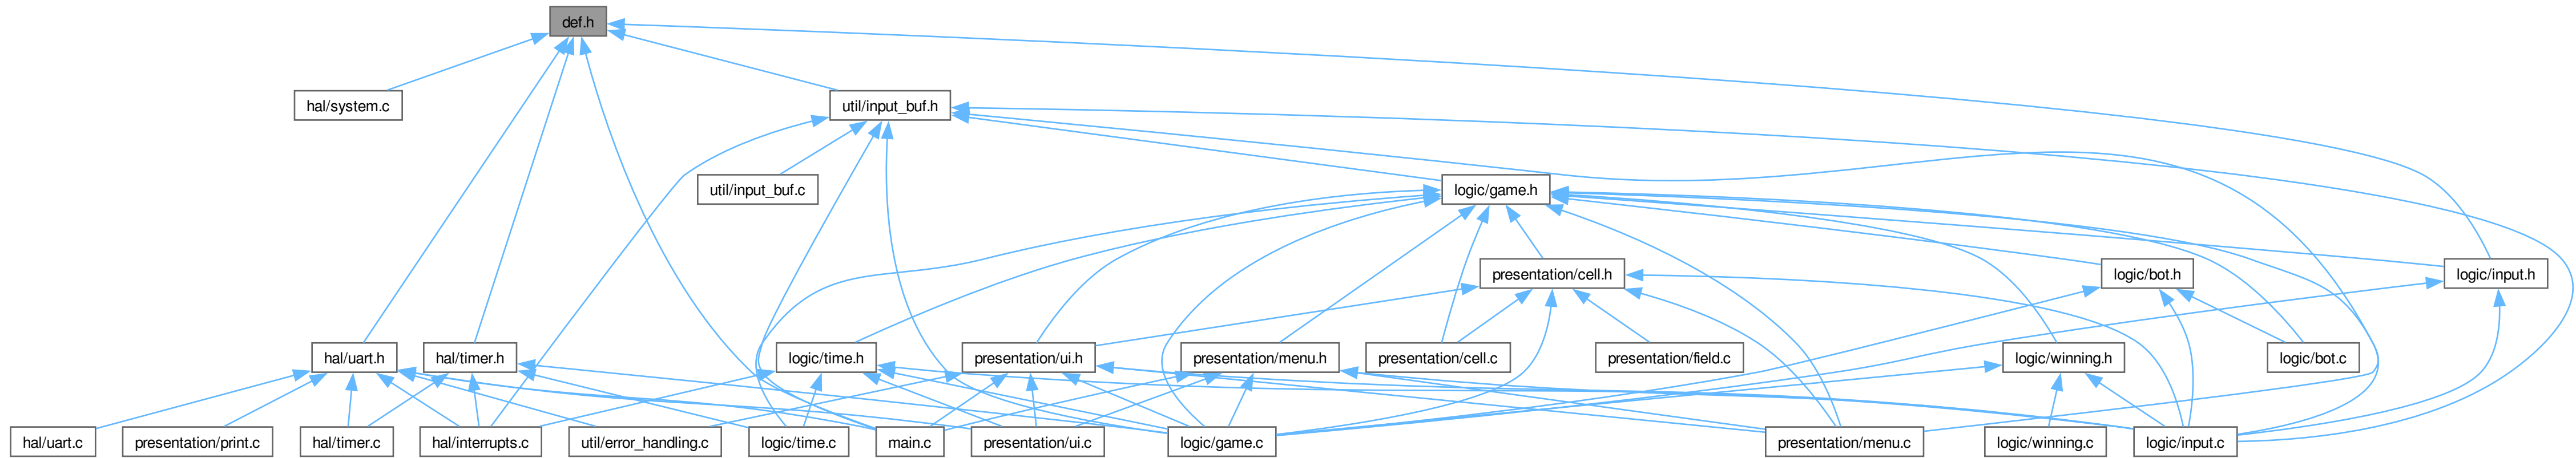 def.h
hal/system.c
util/input_buf.h
util/input_buf.c
logic/game.h
presentation/cell.h
logic/bot.h
logic/input.h
hal/uart.h
hal/timer.h
logic/time.h
presentation/ui.h
presentation/menu.h
presentation/cell.c
presentation/field.c
logic/winning.h
logic/bot.c
hal/uart.c
presentation/print.c
hal/timer.c
hal/interrupts.c
util/error_handling.c
logic/time.c
main.c
presentation/ui.c
logic/game.c
presentation/menu.c
logic/winning.c
logic/input.c